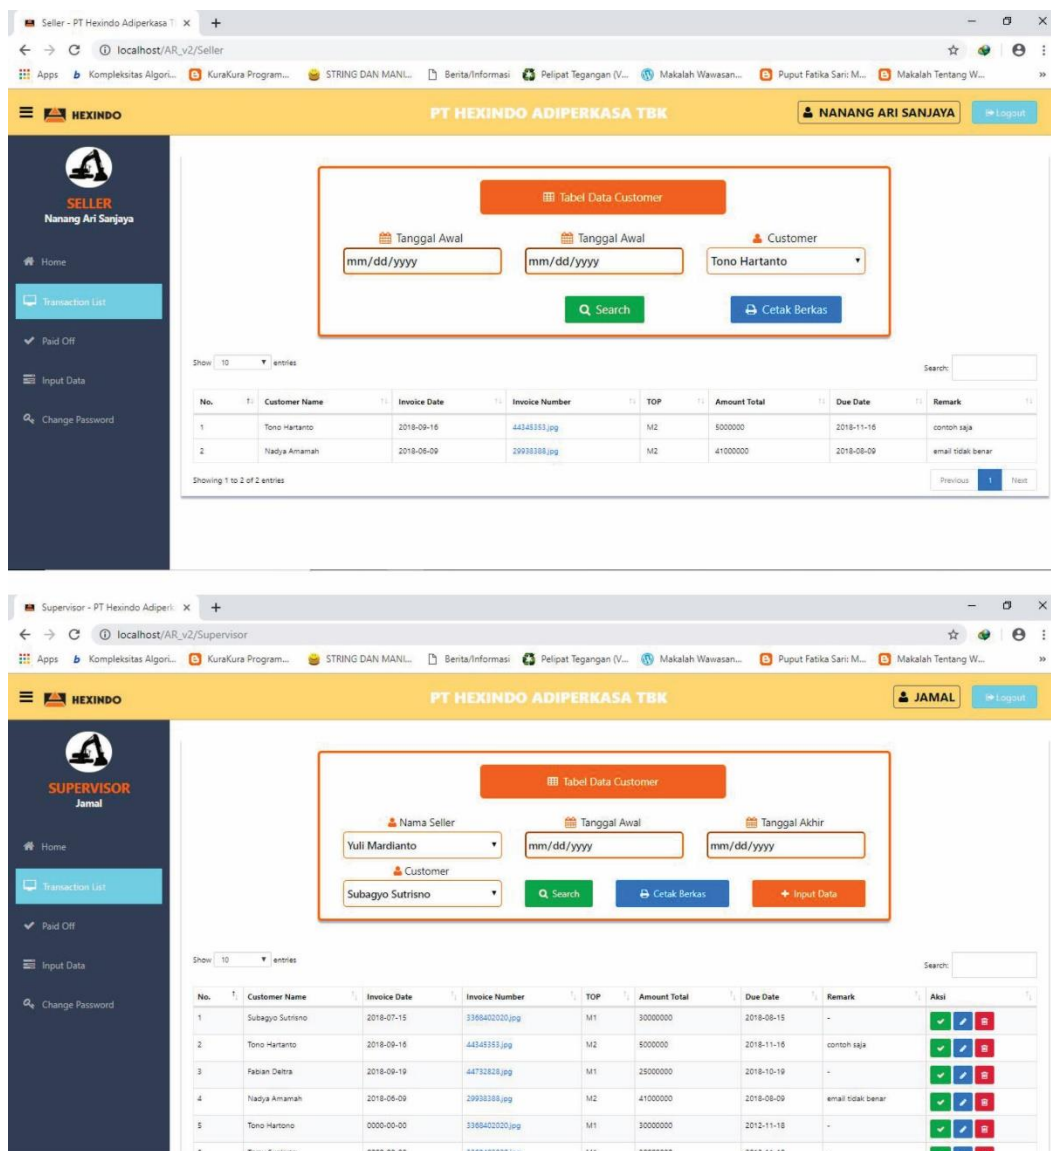 Seller - PT Hexindo Adiperkasa T
localhost/AR_v2/Seller
Apps Kompleksitas Algori... KuraKura Program... STRING DAN MANI... Berita/Informasi Pelipat Tegangan (V... Makalah Wawasan... Puput Fatika Sari: M... Makalah Tentang W...
HEXINDO PT HEXINDO ADIPERKASA TBK NANANG ARI SANJAYA Logout
SELLER
Nanang Ari Sanjaya
Home
Transaction List
Paid Off
Input Data
Change Password
Tabel Data Customer
Tanggal Awal Tanggal Awal Customer
mm/dd/yyyy mm/dd/yyyy Tono Hartanto
Search Cetak Berkas
Show 10 entries Search:
No. Customer Name Invoice Date Invoice Number TOP Amount Total Due Date Remark
1 Tono Hartanto 2018-09-16 44345353.jpg M2 5000000 2018-11-16 contoh saja
2 Nadya Amamah 2018-06-09 29938388.jpg M2 41000000 2018-08-09 email tidak benar
Showing 1 to 2 of 2 entries Previous 1 Next
Supervisor - PT Hexindo Adiperk
localhost/AR_v2/Supervisor
Apps Kompleksitas Algori... KuraKura Program... STRING DAN MANI... Berita/Informasi Pelipat Tegangan (V... Makalah Wawasan... Puput Fatika Sari: M... Makalah Tentang W...
HEXINDO PT HEXINDO ADIPERKASA TBK JAMAL Logout
SUPERVISOR
Jamal
Home
Transaction List
Paid Off
Input Data
Change Password
Tabel Data Customer
Nama Seller Tanggal Awal Tanggal Akhir
Yuli Mardianto mm/dd/yyyy mm/dd/yyyy
Customer
Subagyo Sutrisno Search Cetak Berkas Input Data
Show 10 entries Search:
No. Customer Name Invoice Date Invoice Number TOP Amount Total Due Date Remark Aksi
1 Subagyo Sutrisno 2018-07-15 3368402020.jpg M1 30000000 2018-08-15 -
2 Tono Hartanto 2018-09-16 44345353.jpg M2 5000000 2018-11-16 contoh saja
3 Fabian Deltra 2018-09-19 44732828.jpg M1 25000000 2018-10-19 -
4 Nadya Amamah 2018-06-09 29938388.jpg M2 41000000 2018-08-09 email tidak benar
5 Tono Hartono 0000-00-00 3368402020.jpg M1 30000000 2012-11-18 -